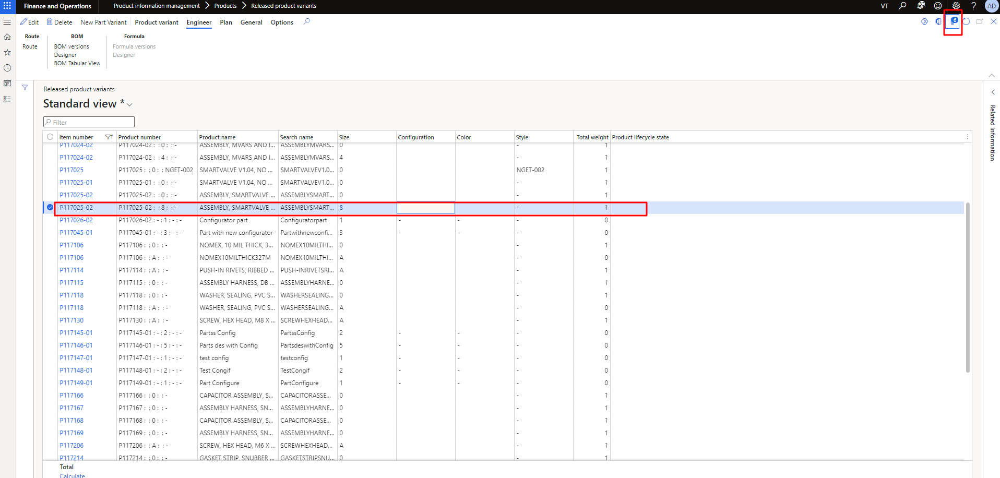 Finance and Operations Product information management Products Released product variants VT 23 ? AD
Edit Delete New Part Variant Product variant Engineer Plan General Options 6
Route BOM Formula
Route BOM versions Formula versions
Designer Designer
BOM Tabular View
Released product variants
Standard view *
Filter
Related information
Item number Product number Product name Search name Size Configuration Color Style Total weight Product lifecycle state
P117024-02 P117024-02 : : 0 : : - ASSEMBLY, MVARS AND I... ASSEMBLYMVARS... 0 - 1
P117024-02 P117024-02 : : 4 : : - ASSEMBLY, MVARS AND I... ASSEMBLYMVARS... 4 - 1
P117025 P117025 : : 0 : : NGET-002 SMARTVALVE V1.04, NO ... SMARTVALVEV1.0... 0 NGET-002 1
P117025-01 P117025-01 : : 0 : : - SMARTVALVE V1.04, NO ... SMARTVALVEV1.0... 0 - 1
P117025-02 P117025-02 : : 0 : : - ASSEMBLY, SMARTVALVE ... ASSEMBLYSMART... 0 - 1
P117025-02 P117025-02 : : 8 : : - ASSEMBLY, SMARTVALVE ... ASSEMBLYSMART... 8 - 1
P117026-02 P117026-02 : - : 1 : - : - Configurator part Configuratorpart 1 - - - 0
P117045-01 P117045-01 : - : 3 : - : - Part with new configurator Partwithnewconfi... 3 - - - 0
P117106 P117106 : : 0 : : - NOMEX, 10 MIL THICK, 3... NOMEX10MILTHI... 0 - 1
P117106 P117106 : : A : : - NOMEX10MILTHICK327M NOMEX10MILTHI... A - 0
P117114 P117114 : : A : : - PUSH-IN RIVETS, RIBBED ... PUSH-INRIVETSRI... A - 1
P117115 P117115 : : 0 : : - ASSEMBLY HARNESS, DB ... ASSEMBLYHARNE... 0 - 1
P117118 P117118 : : 0 : : - WASHER, SEALING, PVC S... WASHERSEALING... 0 - 1
P117118 P117118 : : A : : - WASHER, SEALING, PVC S... WASHERSEALING... A - 0
P117130 P117130 : : A : : - SCREW, HEX HEAD, M8 X ... SCREWHEXHEAD... A - 1
P117145-01 P117145-01 : - : 2 : - : - Partss Config PartssConfig 2 - - - 0
P117146-01 P117146-01 : - : 5 : - : - Parts des with Config PartsdeswithConfig 5 - - - 0
P117147-01 P117147-01 : - : 1 : - : - test config testconfig 1 - - - 0
P117148-01 P117148-01 : - : 2 : - : - Test Congif TestCongif 2 - - - 0
P117149-01 P117149-01 : - : 1 : - : - Part Configure PartConfigure 1 - - - 0
P117166 P117166 : : 0 : : - CAPACITOR ASSEMBLY, S... CAPACITORASSE... 0 - 1
P117167 P117167 : : 0 : : - ASSEMBLY HARNESS, SN... ASSEMBLYHARNE... 0 - 1
P117168 P117168 : : 0 : : - CAPACITOR ASSEMBLY, S... CAPACITORASSE... 0 - 1
P117169 P117169 : : 0 : : - ASSEMBLY HARNESS, SN... ASSEMBLYHARNE... 0 - 1
P117206 P117206 : : A : : - SCREW, HEX HEAD, M6 X ... SCREWHEXHEAD... A - 1
P117214 P117214 : : 0 : : - GASKET STRIP, SNUBBER ... GASKETSTRIPSNU... 0 - 1
Total
Calculate